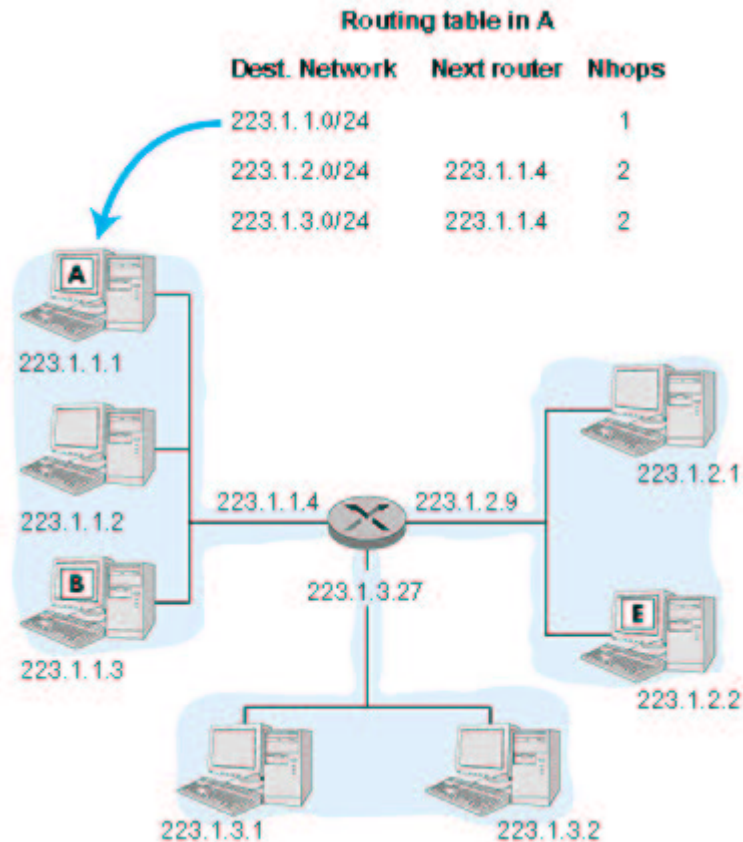 Routing table in A
Dest. Network Next router Nhops
223.1.1.0/24 1
223.1.2.0/24 223.1.1.4 2
223.1.3.0/24 223.1.1.4 2
A
223.1.1.1
223.1.1.2
B
223.1.1.3
223.1.1.4
223.1.2.9
223.1.3.27
223.1.2.1
E
223.1.2.2
223.1.3.1
223.1.3.2